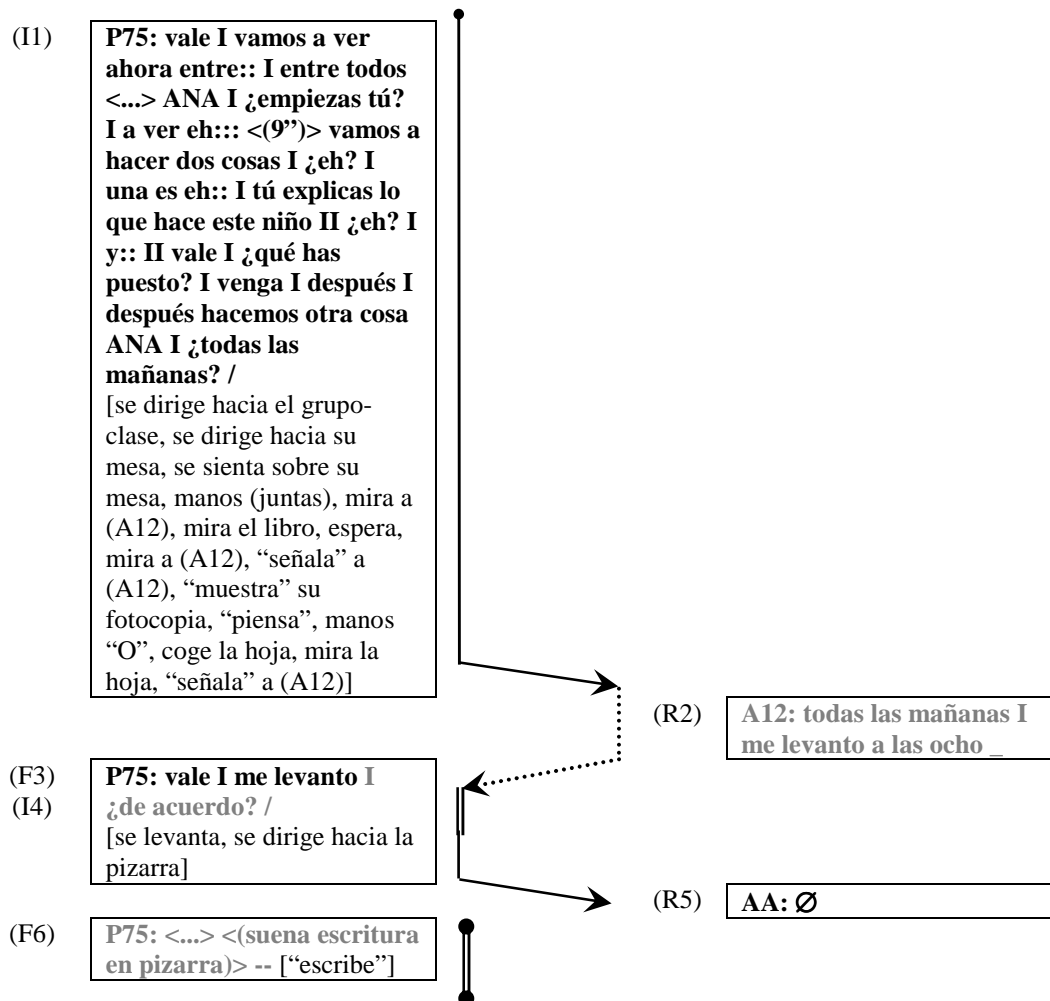 (I1)
P75: vale I vamos a ver
ahora entre:: I entre todos
<...> ANA I ¿empiezas tú?
I a ver eh::: <(9”)> vamos a
hacer dos cosas I ¿eh? I
una es eh:: I tú explicas lo
que hace este niño II ¿eh? I
y:: II vale I ¿qué has
puesto? I venga I después I
después hacemos otra cosa
ANA I ¿todas las
mañanas? /
[se dirige hacia el grupo-
clase, se dirige hacia su
mesa, se sienta sobre su
mesa, manos (juntas), mira a
(A12), mira el libro, espera,
mira a (A12), “señala” a
(A12), “muestra” su
fotocopia, “piensa”, manos
“O”, coge la hoja, mira la
hoja, “señala” a (A12)]
(R2)
A12: todas las mañanas I
me levanto a las ocho _
(F3)
(I4)
P75: vale I me levanto I
¿de acuerdo? /
[se levanta, se dirige hacia la
pizarra]
(R5)
AA: Ø
(F6)
P75: <...> <(suena escritura
en pizarra)> -- [“escribe”]